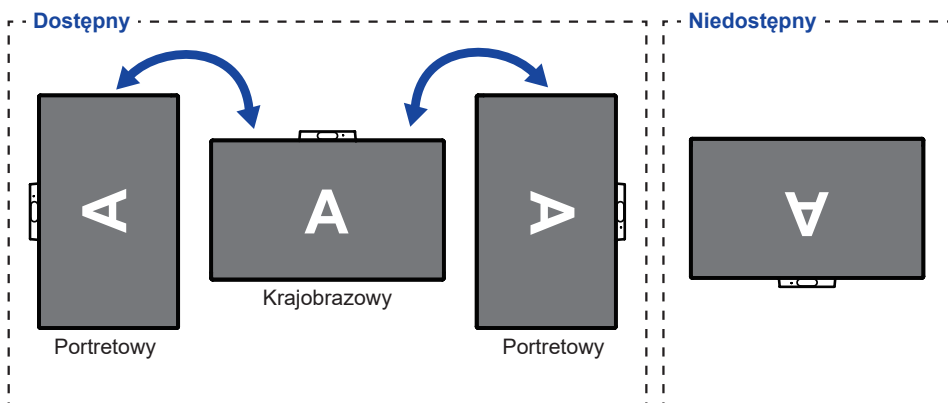 Dostępny
Niedostępny
A
A
A
A
Krajobrazowy
Portretowy
Portretowy